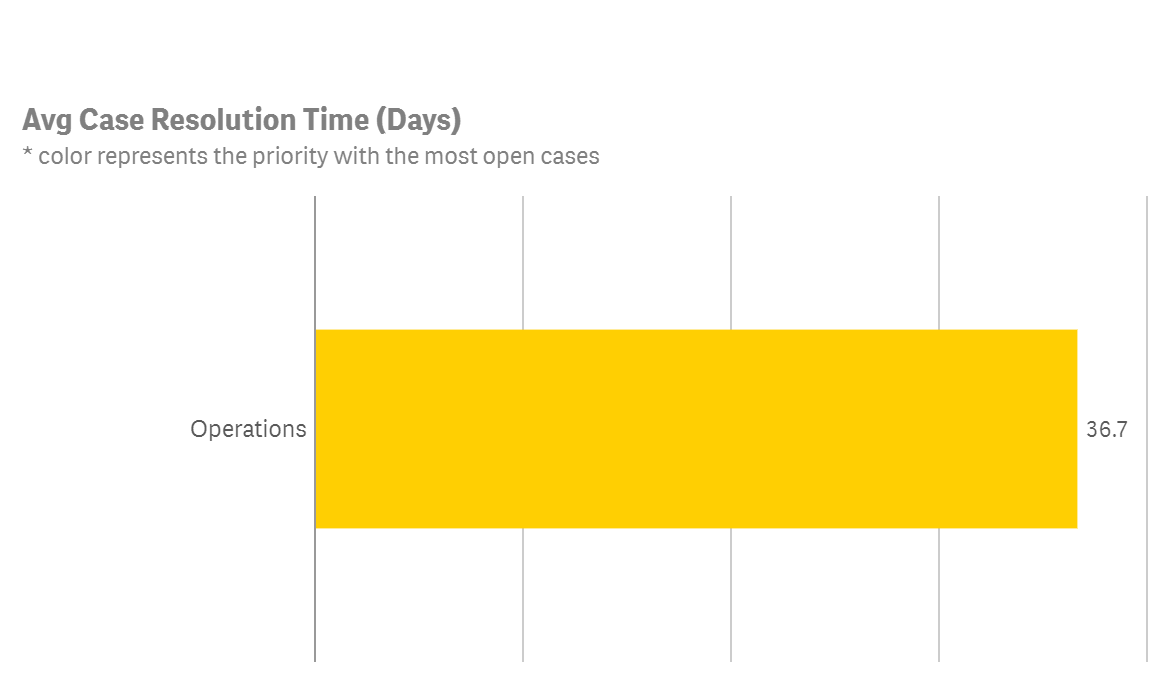 Avg Case Resolution Time (Days)
* color represents the priority with the most open cases
Operations
36.7